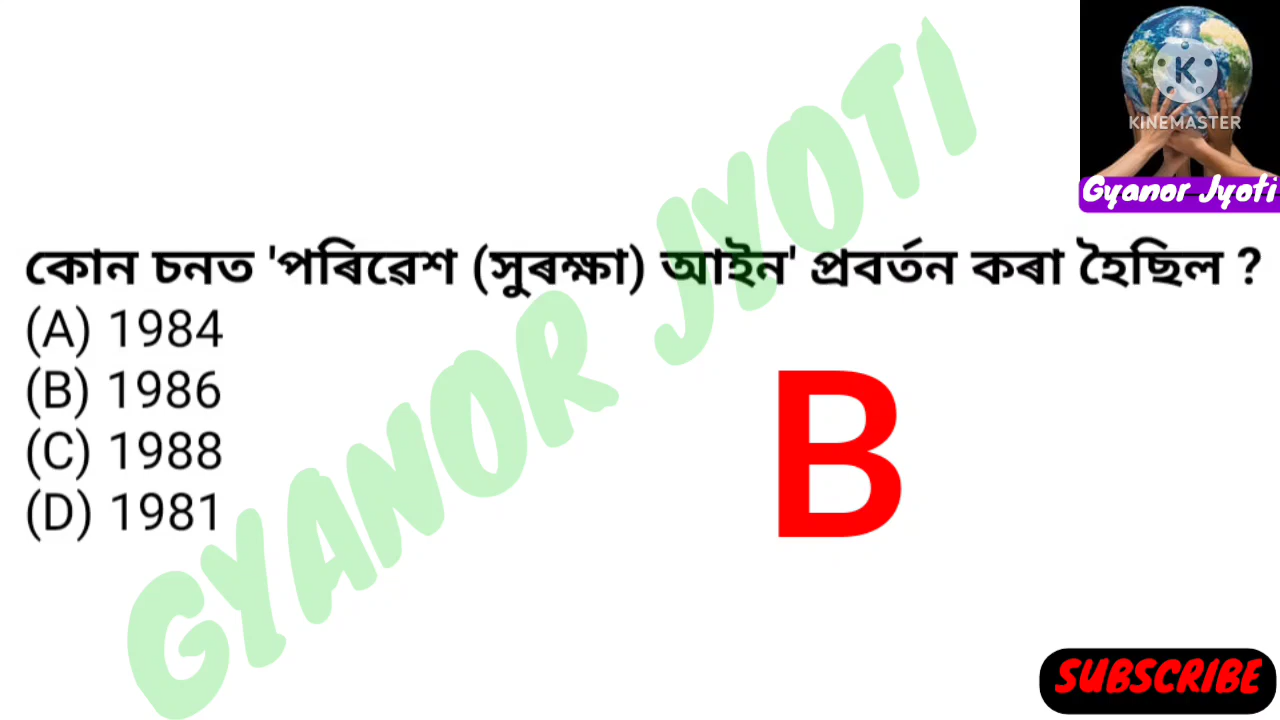 K
KINEMASTER
Gyanor Jyoti
কোন চনত 'পৰিৱেশ (সুৰক্ষা) আইন' প্ৰবৰ্তন কৰা হৈছিল ?
(A) 1984
(B) 1986
(C) 1988
(D) 1981
B
GYANOR JYOTI
SUBSCRIBE